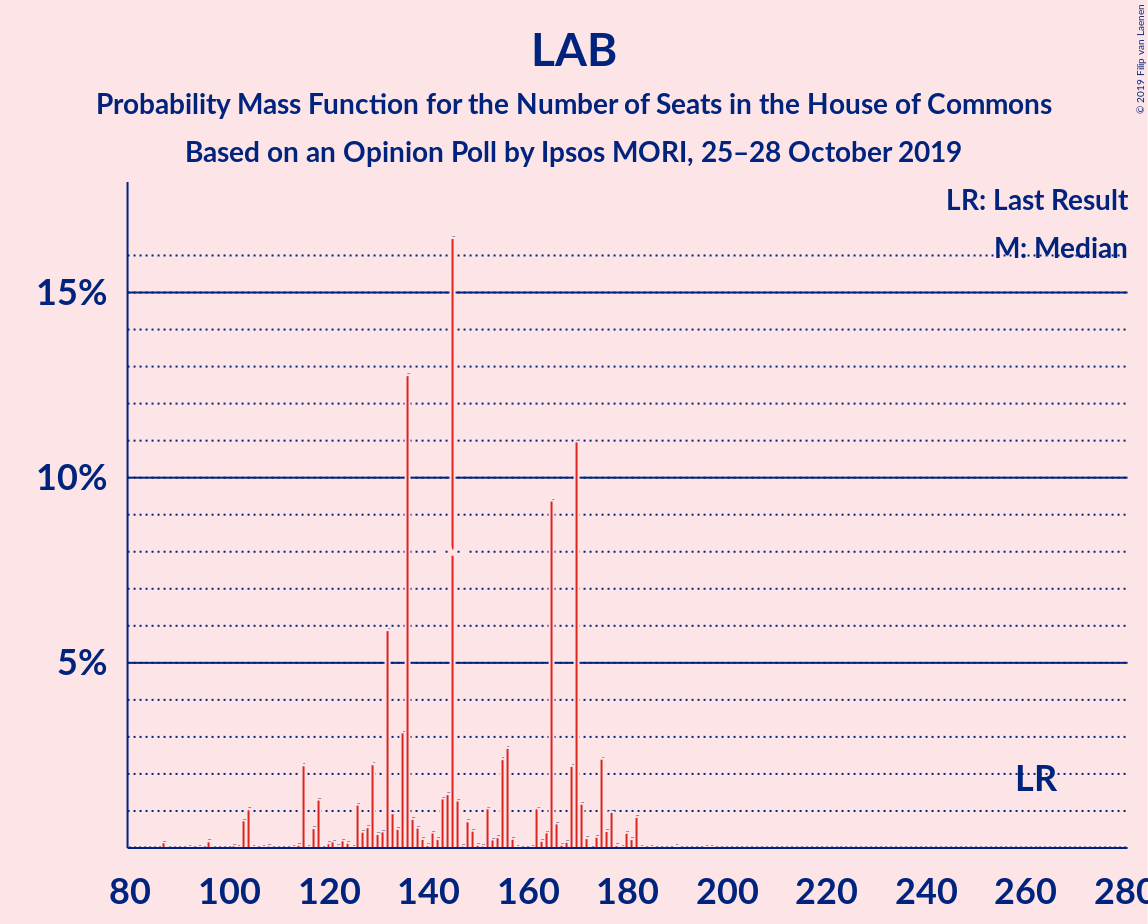 LAB
Probability Mass Function for the Number of Seats in the House of Commons
Based on an Opinion Poll by Ipsos MORI, 25–28 October 2019
© 2019 Filip van Laenen
LR: Last Result
M: Median
15%
10%
5%
LR
80 100 120 140 160 180 200 220 240 260 280